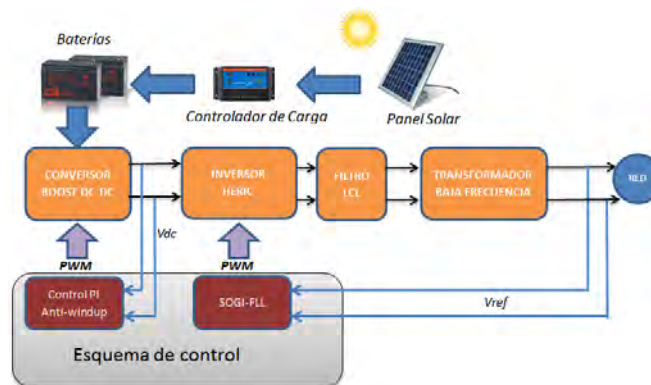 Baterías
Controlador de Carga
Panel Solar
CONVERSOR
BOOST DC-DC
INVERSOR
HERIC
FILTRO
LCL
TRANSFORMADOR
BAJA FRECUENCIA
RED
Vdc
PWM
PWM
Control PI
Anti-windup
SOGI-FLL
Vref
Esquema de control